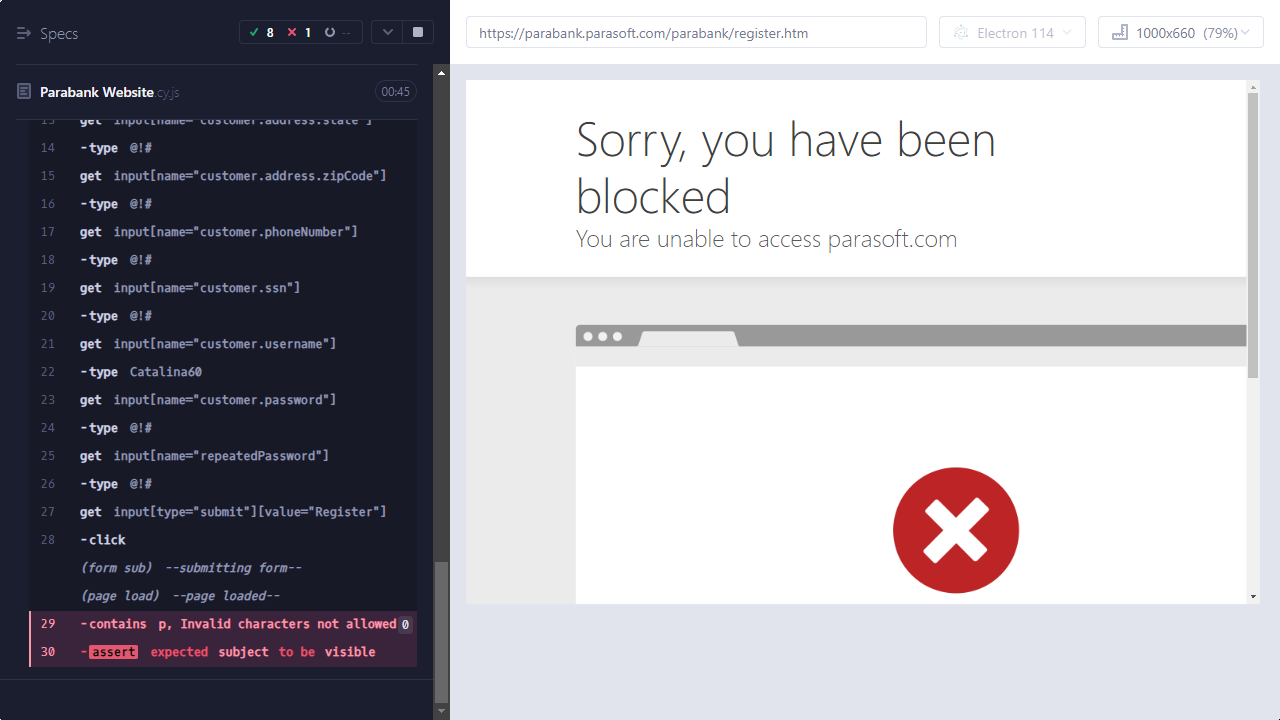 Specs
8 1 --
Parabank Website.cy.js
00:45
13 get input[name="customer.address.state"]
14 -type @!#
15 get input[name="customer.address.zipCode"]
16 -type @!#
17 get input[name="customer.phoneNumber"]
18 -type @!#
19 get input[name="customer.ssn"]
20 -type @!#
21 get input[name="customer.username"]
22 -type Catalina60
23 get input[name="customer.password"]
24 -type @!#
25 get input[name="repeatedPassword"]
26 -type @!#
27 get input[type="submit"][value="Register"]
28 -click
(form sub) --submitting form--
(page load) --page loaded--
29 -contains p, Invalid characters not allowed 0
30 -assert expected subject to be visible
https://parabank.parasoft.com/parabank/register.htm
Electron 114
1000x660 (79%)
Sorry, you have been
blocked
You are unable to access parasoft.com